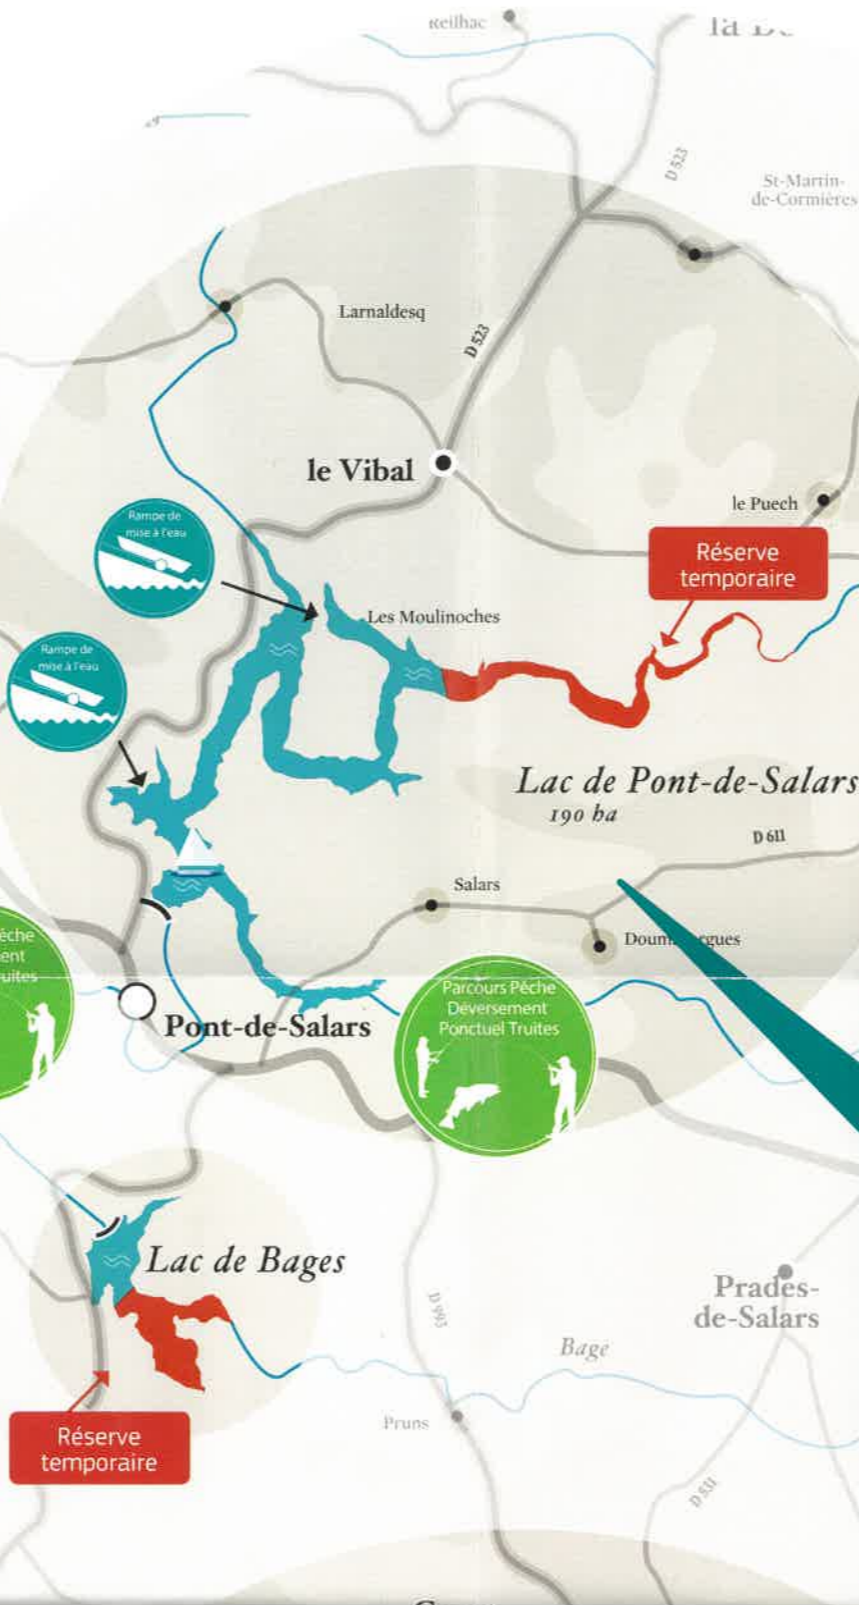 Reilhac
D 523
St-Martin-
de-Cormières
Larnaldesq
D 523
le Vibal
le Puech
Rampe de
mise à l'eau
Réserve
temporaire
Les Moulinoches
Rampe de
mise à l'eau
Lac de Pont-de-Salars
190 ha
D 611
Salars
Pont-de-Salars
Parcours Pêche
Déversement
Ponctuel Truites
Lac de Bages
Prades-
de-Salars
D 993
Bage
Pruns
Réserve
temporaire
D 531